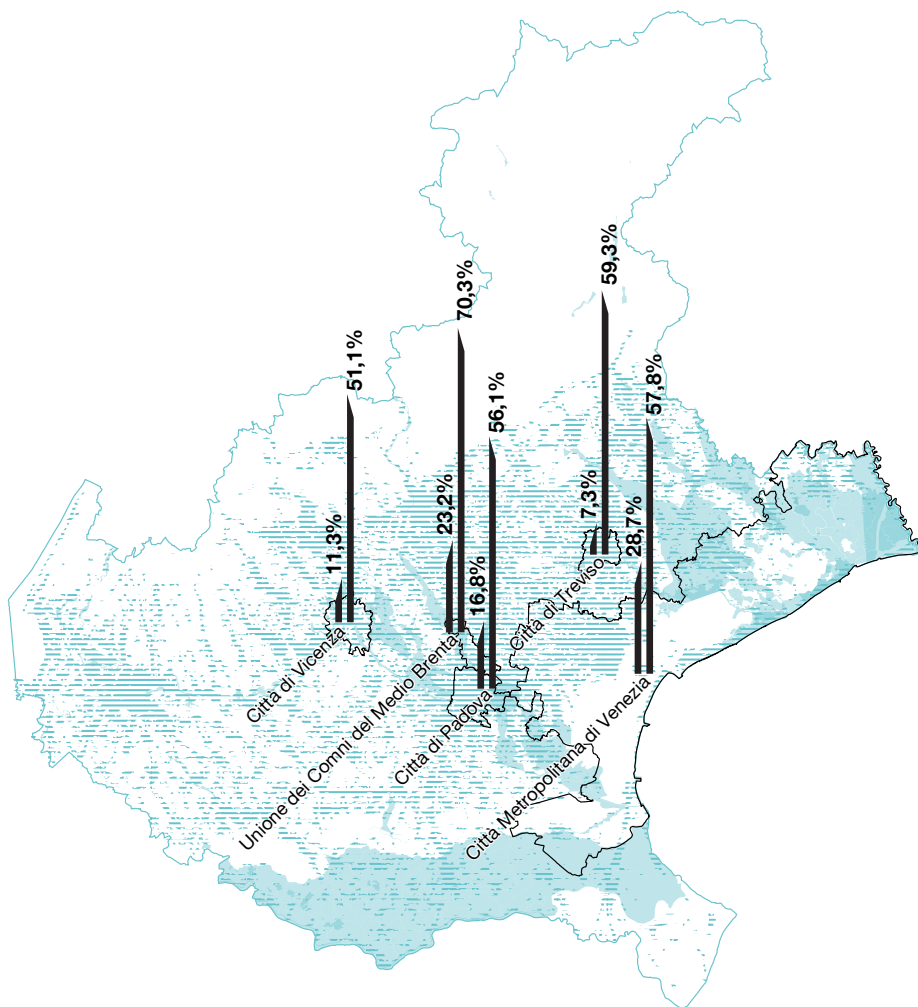 Città di Vicenza
11,3%
51,1%
Unione dei Comni del Medio Brenta
23,2%
70,3%
Città di Padova
16,8%
56,1%
Città di Treviso
7,3%
59,3%
Città Metropolitana di Venezia
28,7%
57,8%